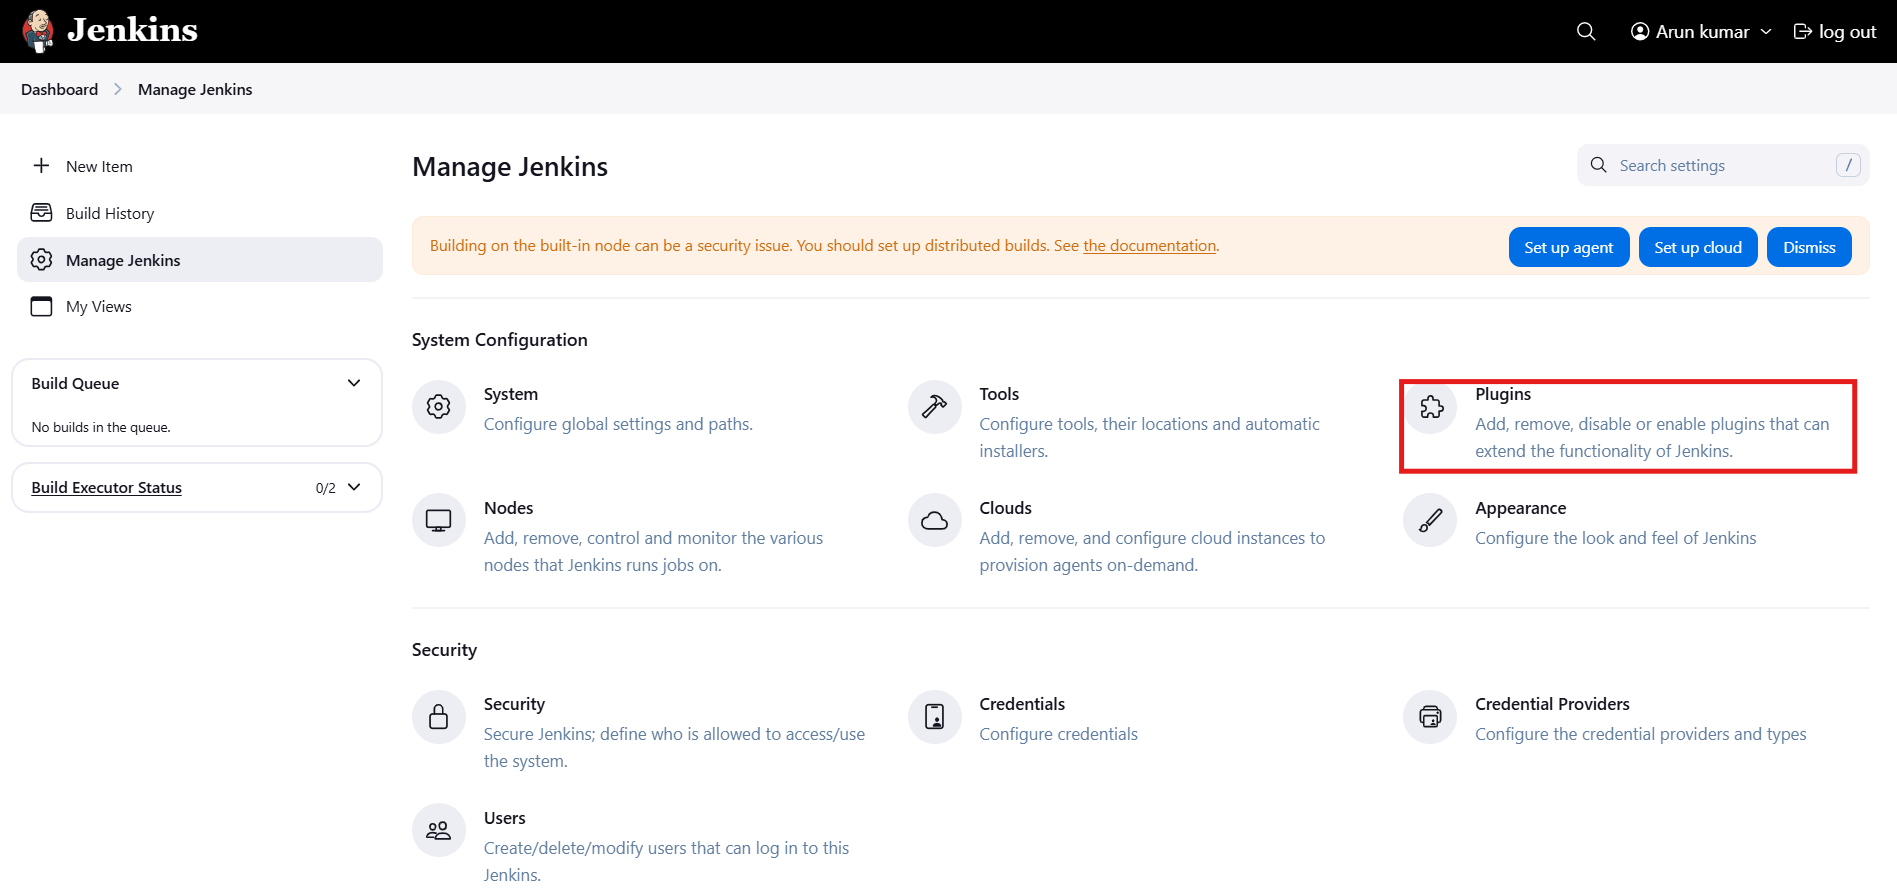 Jenkins
Arun kumar
log out
Dashboard
Manage Jenkins
New Item
Build History
Manage Jenkins
My Views
Build Queue
No builds in the queue.
Build Executor Status
0/2
Manage Jenkins
Search settings
/
Building on the built-in node can be a security issue. You should set up distributed builds. See the documentation.
Set up agent
Set up cloud
Dismiss
System Configuration
System
Configure global settings and paths.
Tools
Configure tools, their locations and automatic
installers.
Plugins
Add, remove, disable or enable plugins that can
extend the functionality of Jenkins.
Nodes
Add, remove, control and monitor the various
nodes that Jenkins runs jobs on.
Clouds
Add, remove, and configure cloud instances to
provision agents on-demand.
Appearance
Configure the look and feel of Jenkins
Security
Security
Secure Jenkins; define who is allowed to access/use
the system.
Credentials
Configure credentials
Credential Providers
Configure the credential providers and types
Users
Create/delete/modify users that can log in to this
Jenkins.